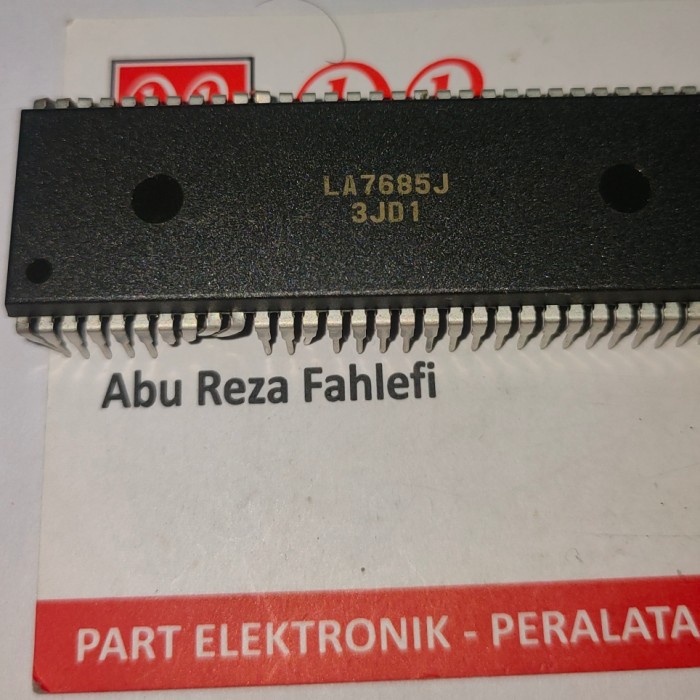 LA7685J
3JD1
Abu Reza Fahlefi
PART ELEKTRONIK - PERALATA